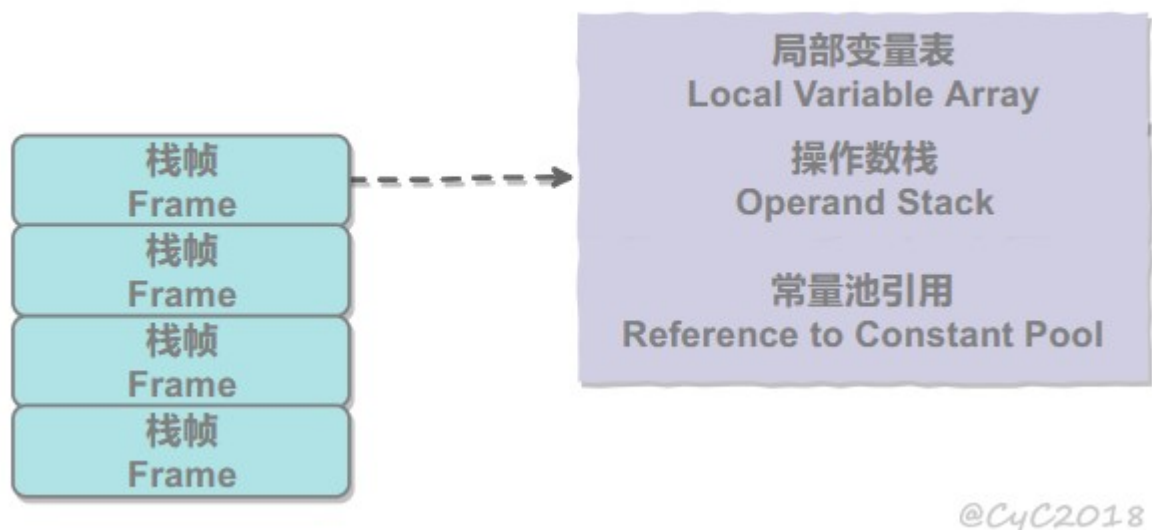 栈帧
Frame
栈帧
Frame
栈帧
Frame
栈帧
Frame
局部变量表
Local Variable Array
操作数栈
Operand Stack
常量池引用
Reference to Constant Pool
@CyC2018